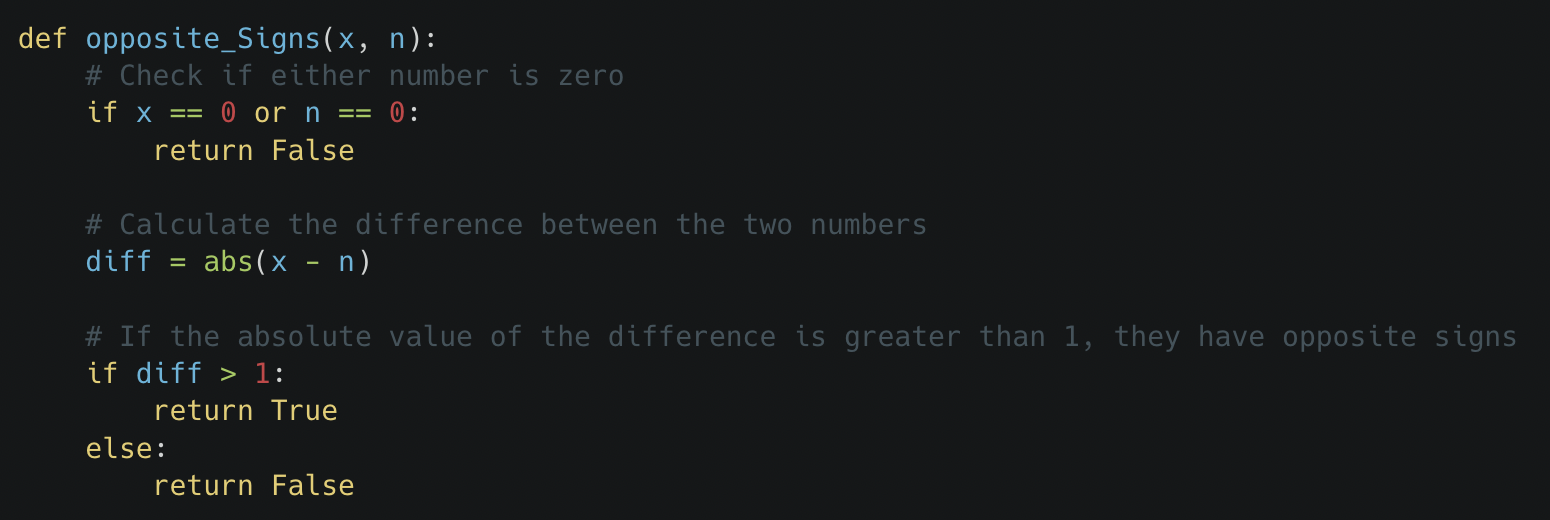 def opposite_Signs(x, n):
    # Check if either number is zero
    if x == 0 or n == 0:
        return False

    # Calculate the difference between the two numbers
    diff = abs(x - n)

    # If the absolute value of the difference is greater than 1, they have opposite signs
    if diff > 1:
        return True
    else:
        return False